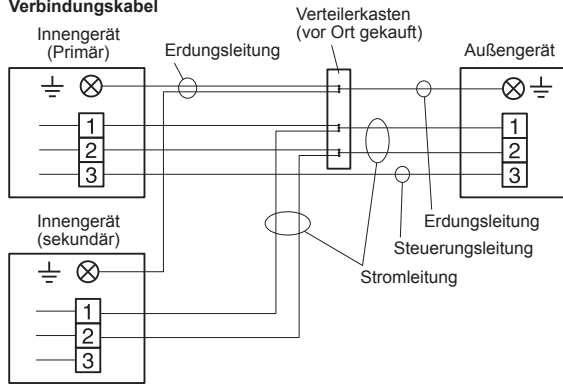 Verbindungskabel
Innengerät
(Primär)
Erdungsleitung
Verteilerkasten
(vor Ort gekauft)
Außengerät
1
2
3
1
2
3
Innengerät
(sekundär)
Erdungsleitung
Steuerungsleitung
Stromleitung
1
2
3